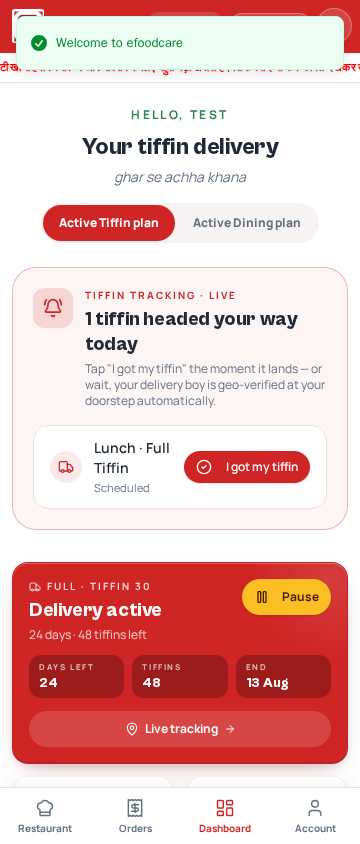 Welcome to efoodcare
HELLO, TEST
Your tiffin delivery
ghar se achha khana
Active Tiffin plan
Active Dining plan
TIFFIN TRACKING · LIVE
1 tiffin headed your way
today
Tap "I got my tiffin" the moment it lands — or
wait, your delivery boy is geo-verified at your
doorstep automatically.
Lunch · Full
Tiffin
Scheduled
I got my tiffin
FULL · TIFFIN 30
Delivery active
24 days · 48 tiffins left
Pause
DAYS LEFT
24
TIFFINS
48
END
13 Aug
Live tracking →
Restaurant
Orders
Dashboard
Account